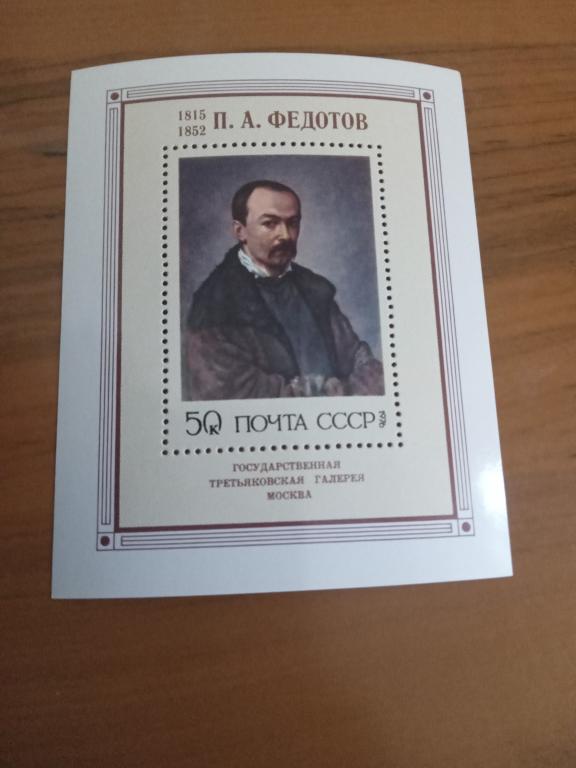 1815
1852 П. А. ФЕДОТОВ
50к ПОЧТА СССР
ГОСУДАРСТВЕННАЯ
ТРЕТЬЯКОВСКАЯ ГАЛЕРЕЯ
МОСКВА